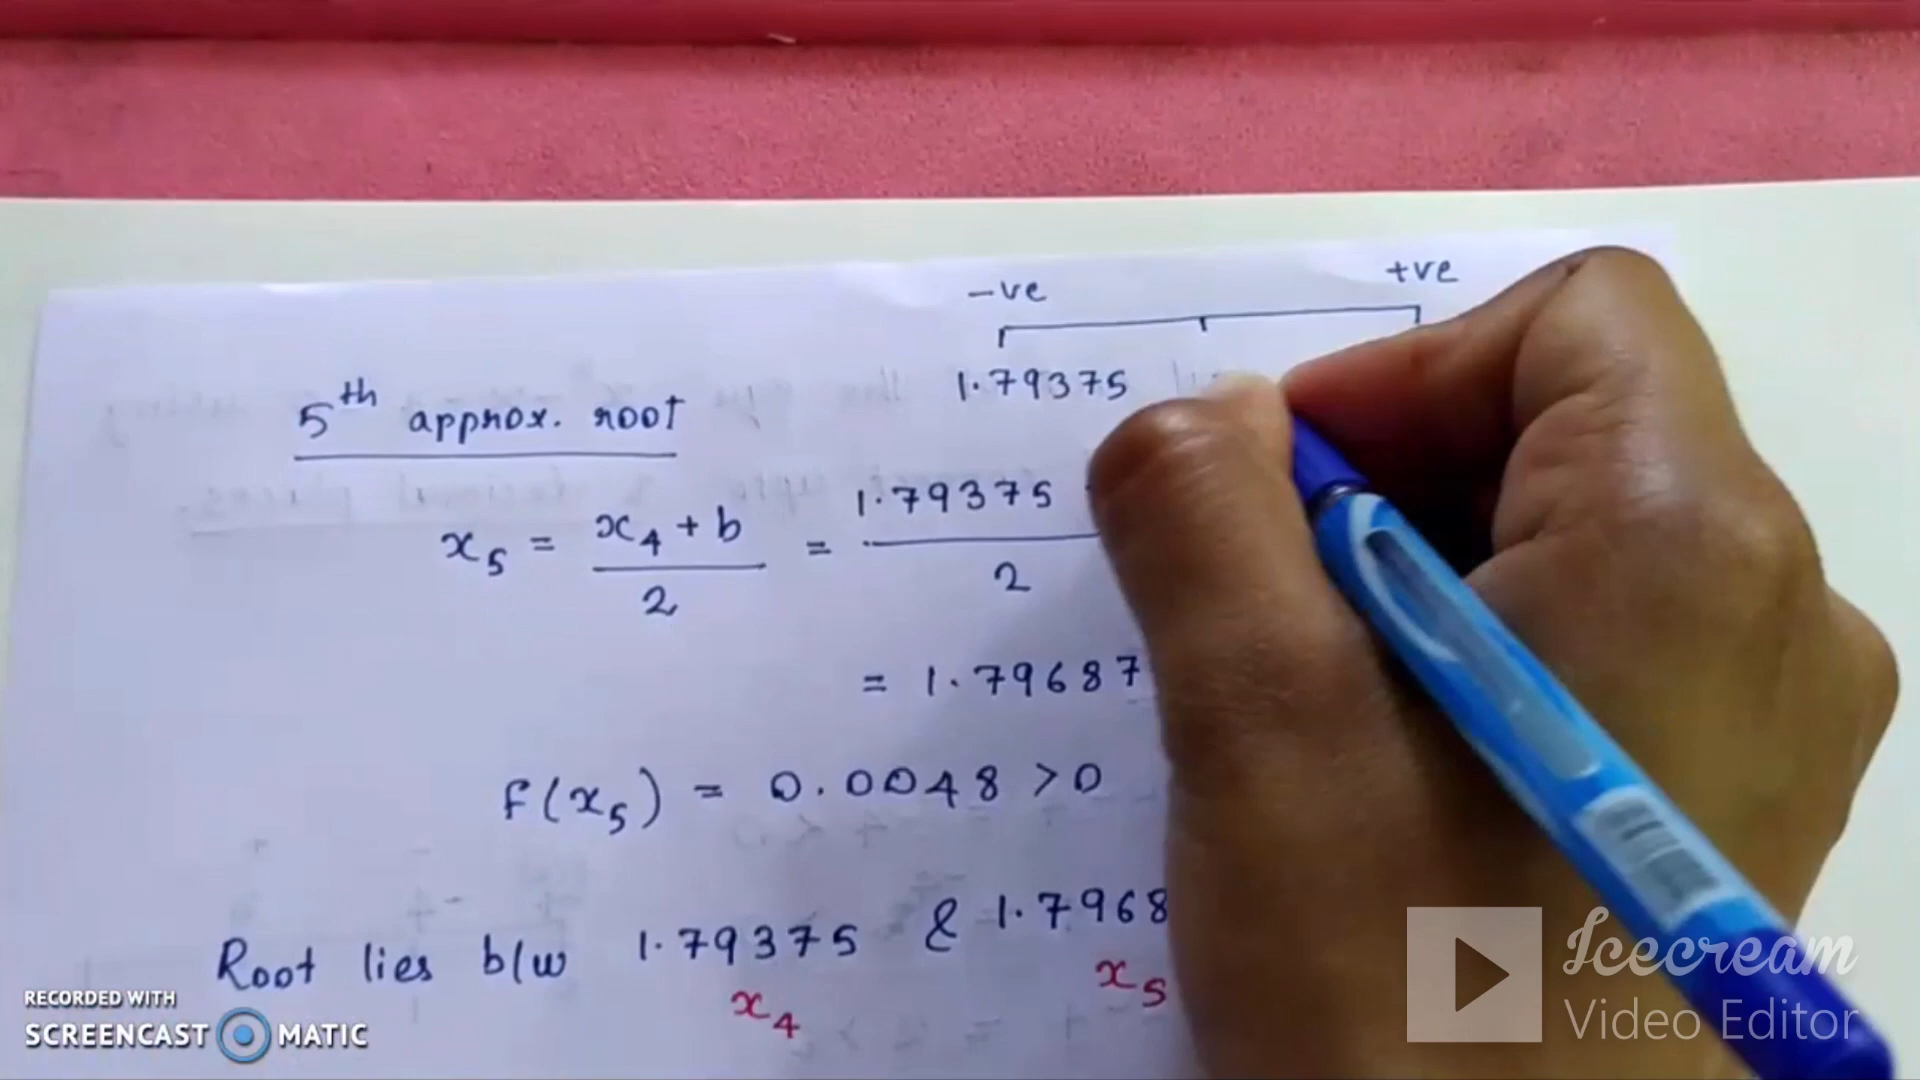 -ve +ve
1.79375
5th approx. root
x5 = x4 + b / 2 = 1.79375 / 2
= 1.79687
f(x5) = 0.0048 > 0
Root lies b/w 1.79375 & 1.7968
x4 x5
RECORDED WITH
SCREENCAST MATIC
Icecream
Video Editor